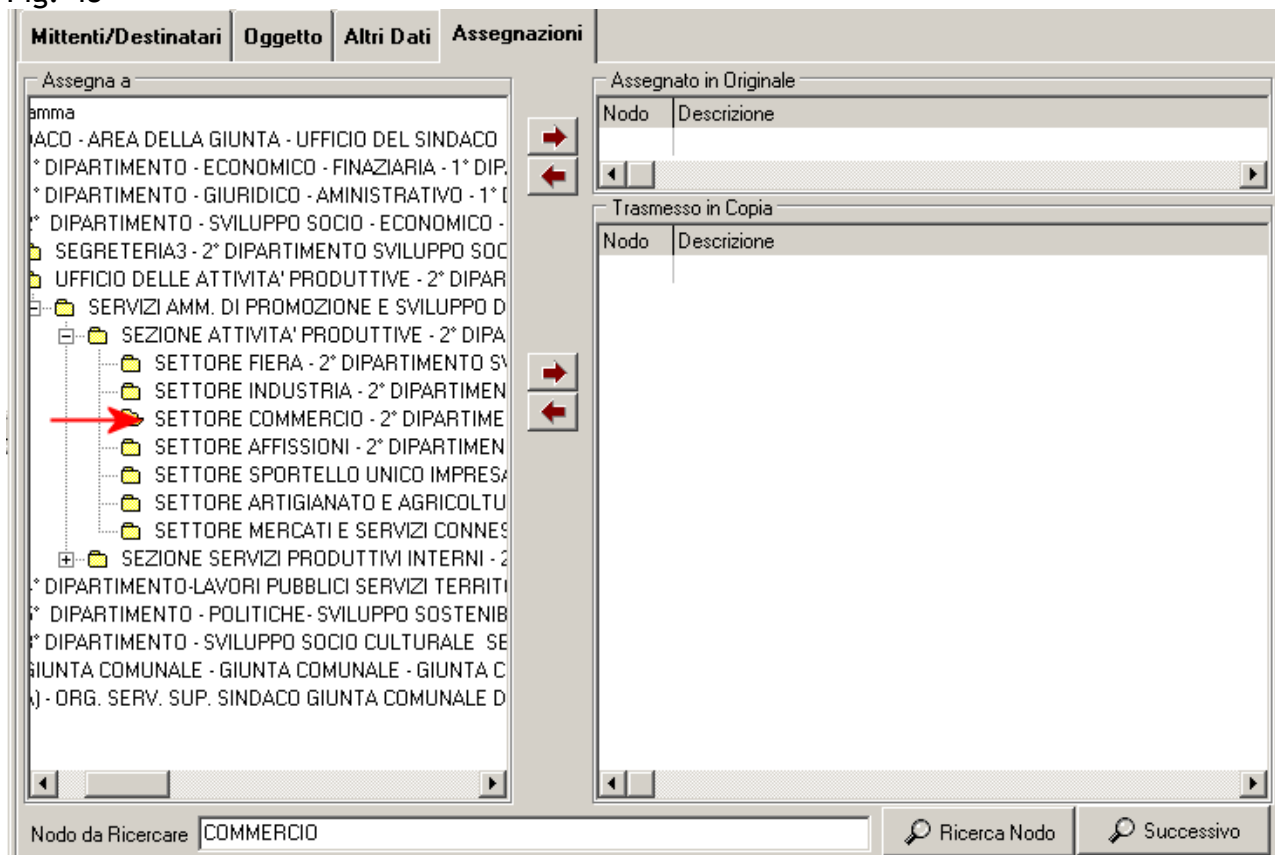 Mittenti/Destinatari Oggetto Altri Dati Assegnazioni
Assegna a
amma
ACO - AREA DELLA GIUNTA - UFFICIO DEL SINDACO
° DIPARTIMENTO - ECONOMICO - FINAZIARIA - 1° DIP.
° DIPARTIMENTO - GIURIDICO - AMINISTRATIVO - 1°
° DIPARTIMENTO - SVILUPPO SOCIO - ECONOMICO -
SEGRETERIA3 - 2° DIPARTIMENTO SVILUPPO SOC
UFFICIO DELLE ATTIVITA' PRODUTTIVE - 2° DIPAR
SERVIZI AMM. DI PROMOZIONE E SVILUPPO D
SEZIONE ATTIVITA' PRODUTTIVE - 2° DIPA
SETTORE FIERA - 2° DIPARTIMENTO SV
SETTORE INDUSTRIA - 2° DIPARTIMEN
SETTORE COMMERCIO - 2° DIPARTIME
SETTORE AFFISSIONI - 2° DIPARTIMEN
SETTORE SPORTELLO UNICO IMPRESA
SETTORE ARTIGIANATO E AGRICOLTU
SETTORE MERCATI E SERVIZI CONNES
SEZIONE SERVIZI PRODUTTIVI INTERNI - 2
° DIPARTIMENTO-LAVORI PUBBLICI SERVIZI TERRIT
° DIPARTIMENTO - POLITICHE- SVILUPPO SOSTENIB
° DIPARTIMENTO - SVILUPPO SOCIO CULTURALE SE
GIUNTA COMUNALE - GIUNTA COMUNALE - GIUNTA C
) - ORG. SERV. SUP. SINDACO GIUNTA COMUNALE D
Assegnato in Originale
Nodo Descrizione
Trasmesso in Copia
Nodo Descrizione
Nodo da Ricercare COMMERCIO Ricerca Nodo Successivo